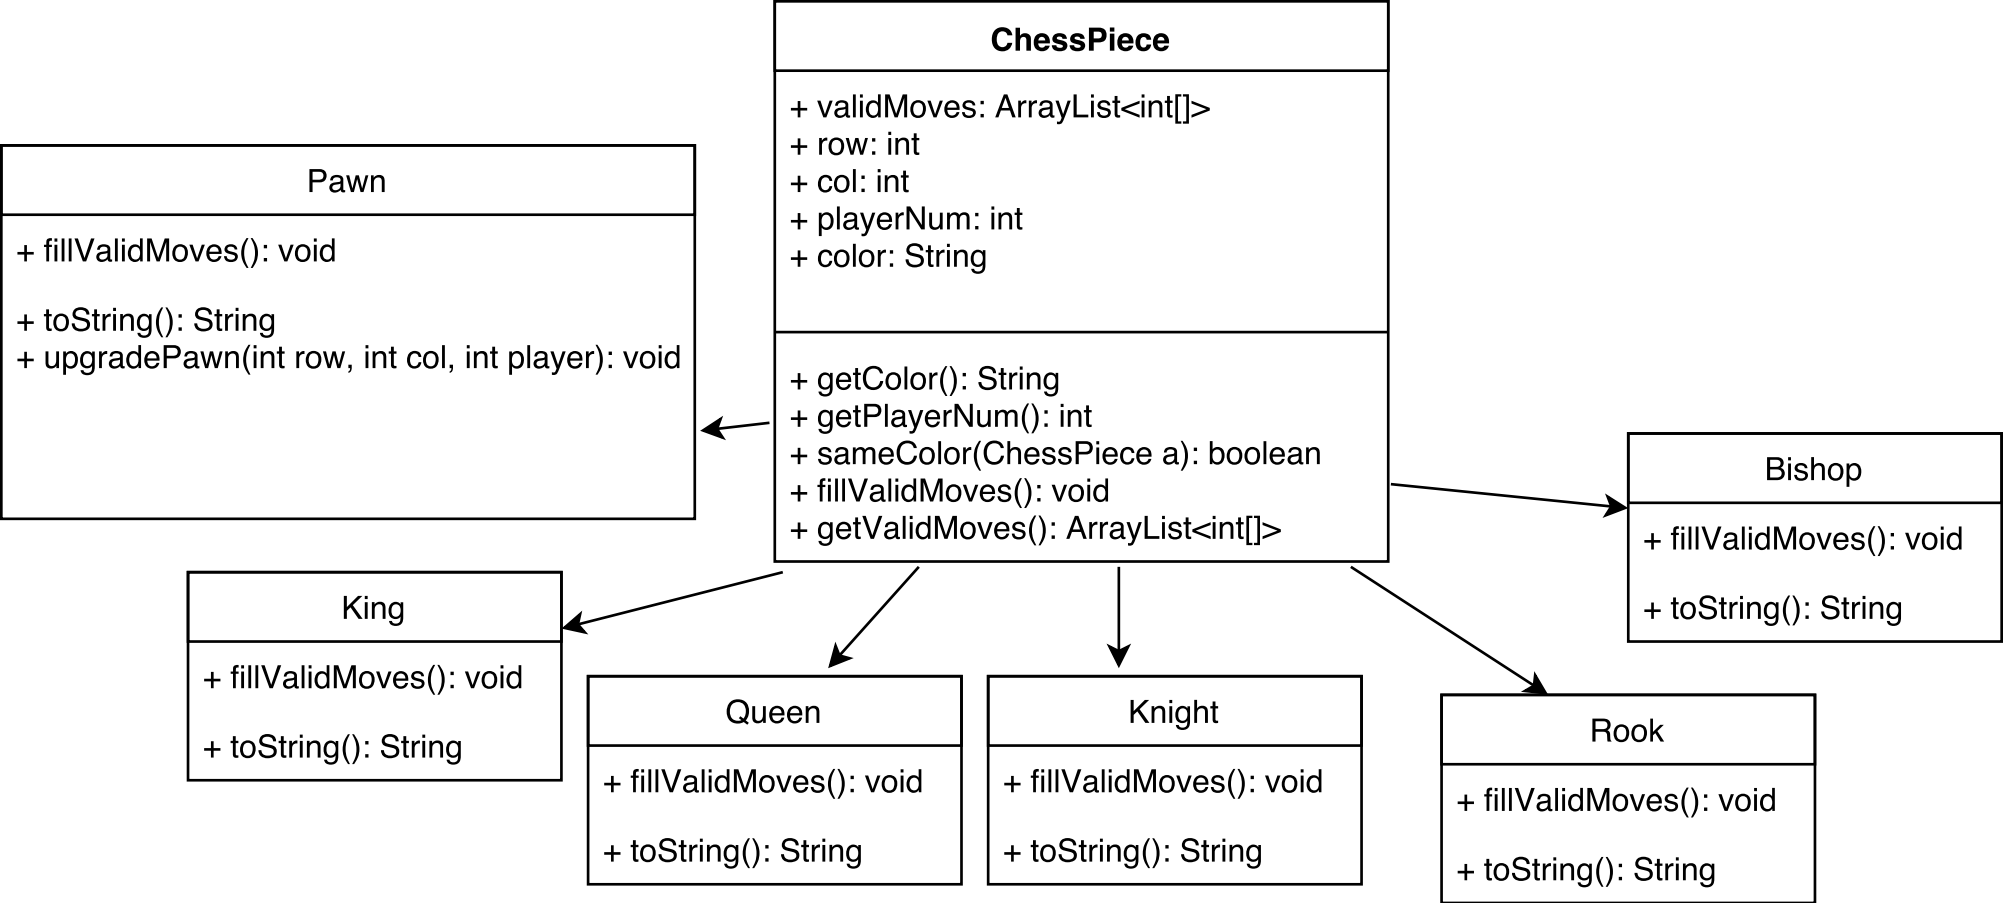 ChessPiece
+ validMoves: ArrayList<int[]>
+ row: int
+ col: int
+ playerNum: int
+ color: String
+ getColor(): String
+ getPlayerNum(): int
+ sameColor(ChessPiece a): boolean
+ fillValidMoves(): void
+ getValidMoves(): ArrayList<int[]>
Pawn
+ fillValidMoves(): void
+ toString(): String
+ upgradePawn(int row, int col, int player): void
King
+ fillValidMoves(): void
+ toString(): String
Queen
+ fillValidMoves(): void
+ toString(): String
Knight
+ fillValidMoves(): void
+ toString(): String
Rook
+ fillValidMoves(): void
+ toString(): String
Bishop
+ fillValidMoves(): void
+ toString(): String